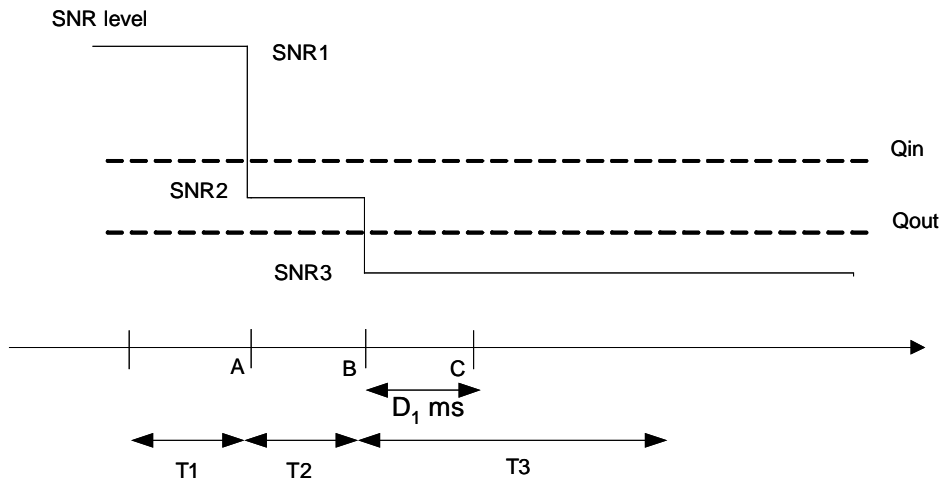 SNR level
SNR1
Qin
SNR2
Qout
SNR3
A
B
C
D₁ ms
T1
T2
T3